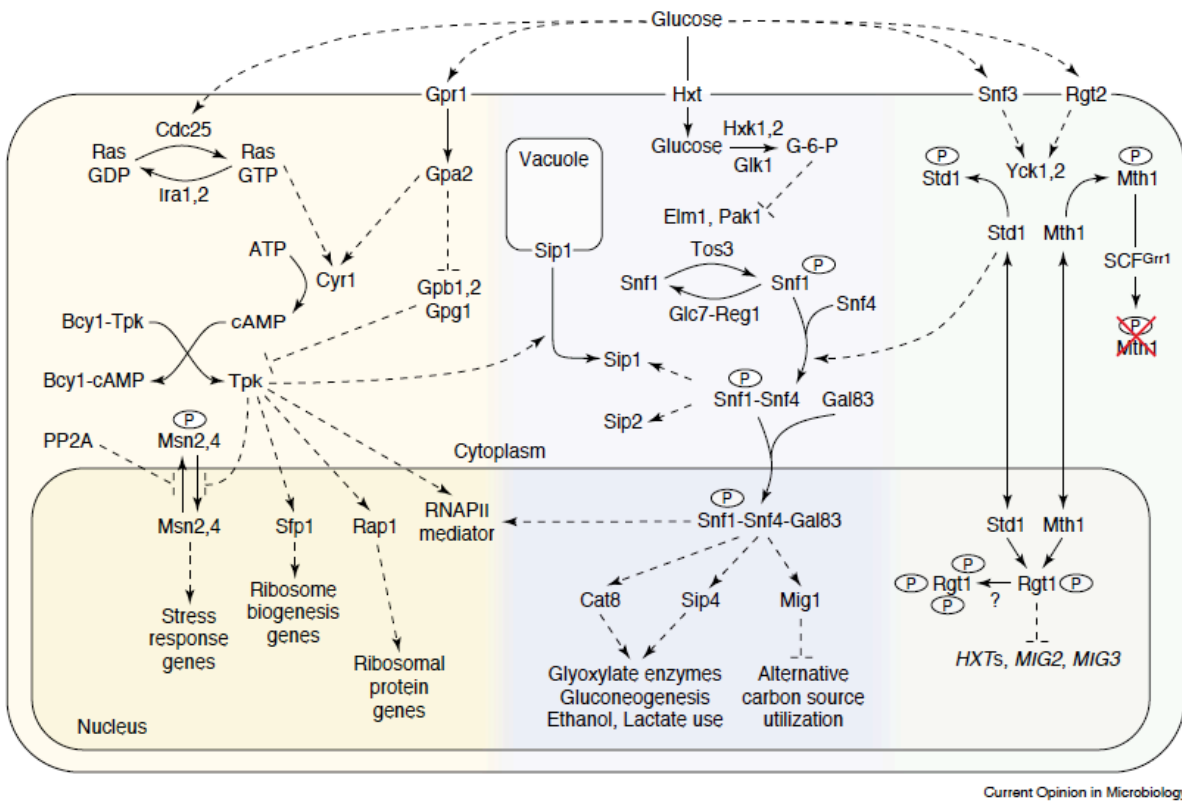 Glucose
Gpr1
Hxt
Snf3
Rgt2
Cdc25
Ras
GDP
Ras
GTP
Ira1,2
Gpa2
Vacuole
Glucose
Hxk1,2
Glk1
G-6-P
P
Std1
Yck1,2
P
Mth1
Elm1, Pak1
ATP
Cyr1
Sip1
Tos3
Snf1
Snf1
P
Glc7-Reg1
Snf4
Std1
Mth1
SCFGrr1
Gpb1,2
Gpg1
Bcy1-Tpk
cAMP
P
Mth1
Bcy1-cAMP
Tpk
Sip1
P
Snf1-Snf4
Gal83
Sip2
P
PP2A
Msn2,4
Cytoplasm
Msn2,4
Sfp1
Rap1
RNAPII
mediator
P
Snf1-Snf4-Gal83
Std1
Mth1
Stress
response
genes
Ribosome
biogenesis
genes
Ribosomal
protein
genes
Cat8
Sip4
Mig1
P
P
Rgt1
P
?
Rgt1
P
Glyoxylate enzymes
Gluconeogenesis
Ethanol, Lactate use
Alternative
carbon source
utilization
HXTs, MIG2, MIG3
Nucleus
Current Opinion in Microbiology